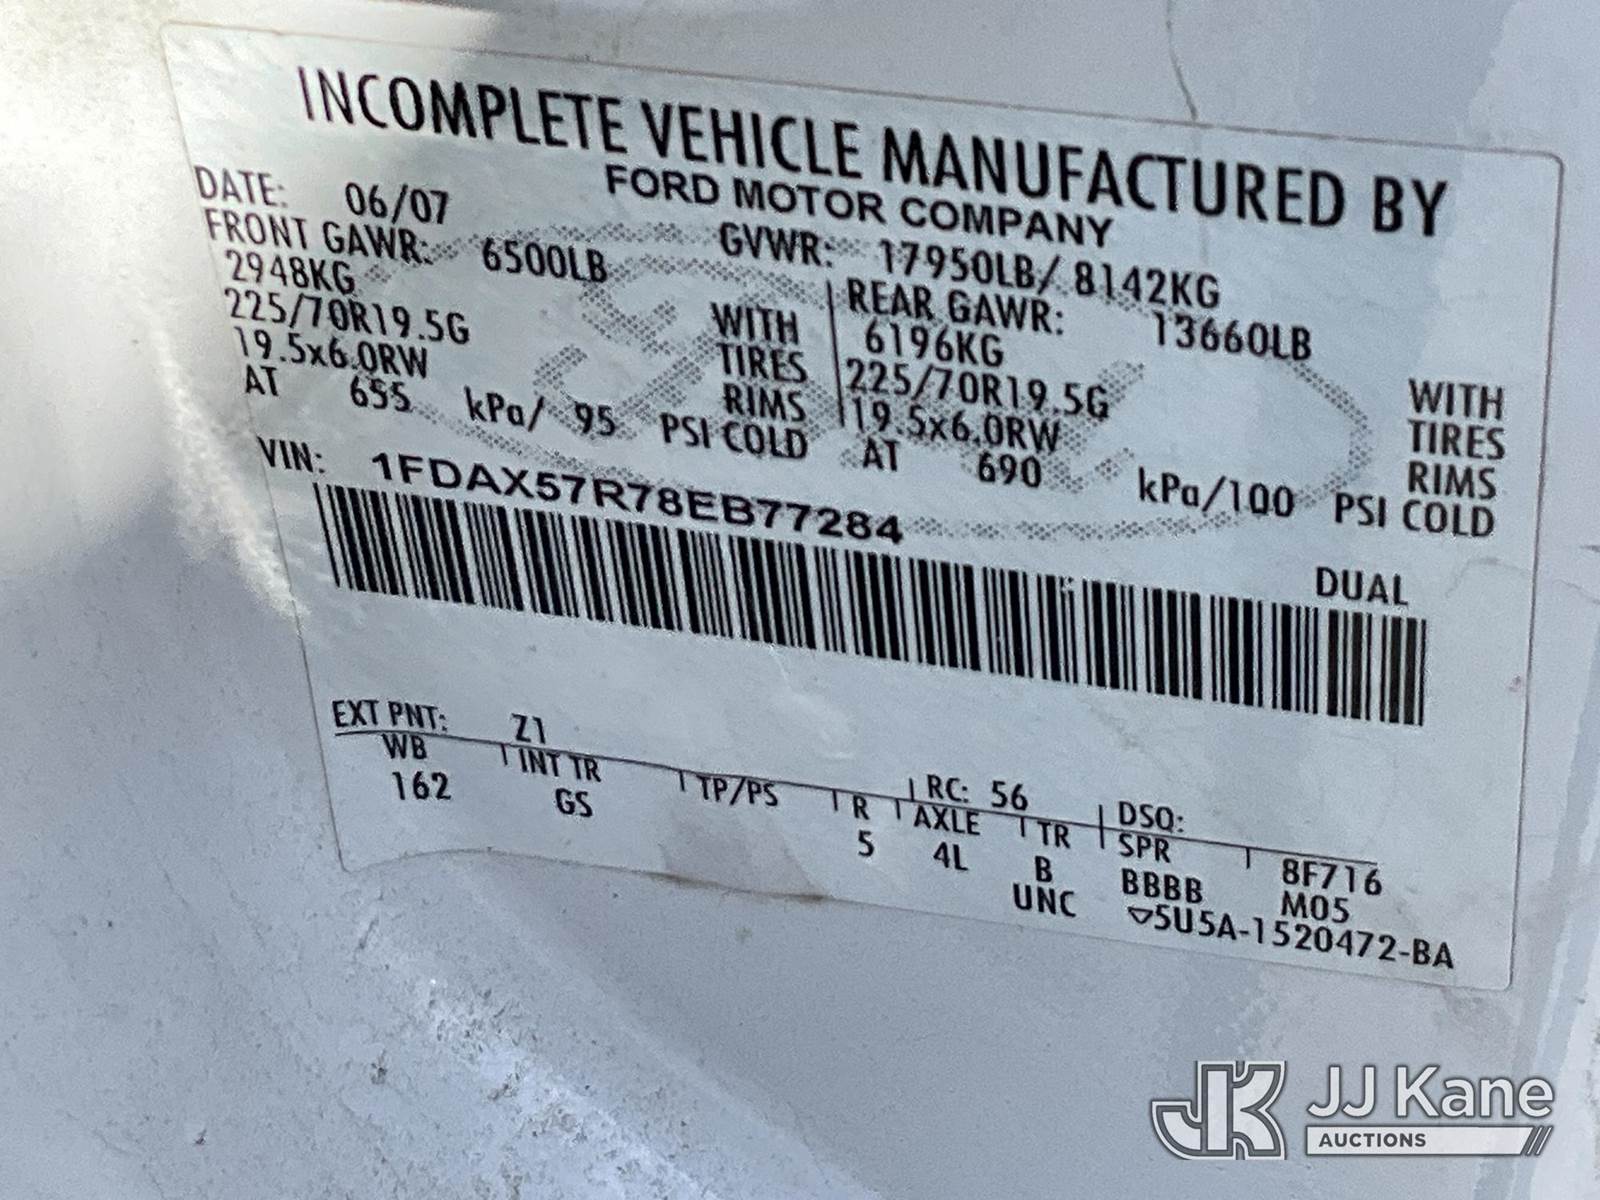 INCOMPLETE VEHICLE MANUFACTURED BY
FORD MOTOR COMPANY
DATE: 06/07 GVWR: 17950LB/ 8142KG
FRONT GAWR: 6500LB REAR GAWR: 13660LB
2948KG WITH 6196KG WITH
225/70R19.5G TIRES 225/70R19.5G TIRES
19.5x6.0RW RIMS 19.5x6.0RW RIMS
AT 655 kPa/ 95 PSI COLD AT 690 kPa/100 PSI COLD
VIN: 1FDAX57R78EB77284
DUAL
EXT PNT: Z1 RC: 56 DSQ:
WB INT TR TP/PS R AXLE TR SPR 8F716
162 GS 5 4L B BBBB M05
UNC 5U5A-1520472-BA
JJ Kane
AUCTIONS